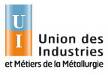 UI
Union des
Industries
et Métiers de la Métallurgie